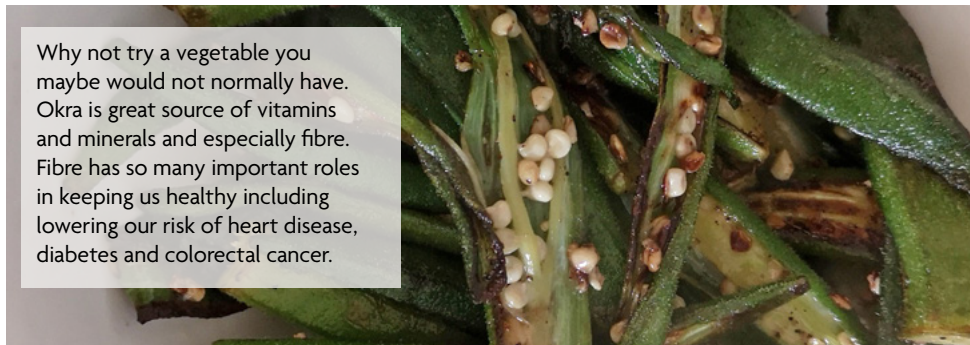 Why not try a vegetable you
maybe would not normally have.
Okra is great source of vitamins
and minerals and especially fibre.
Fibre has so many important roles
in keeping us healthy including
lowering our risk of heart disease,
diabetes and colorectal cancer.